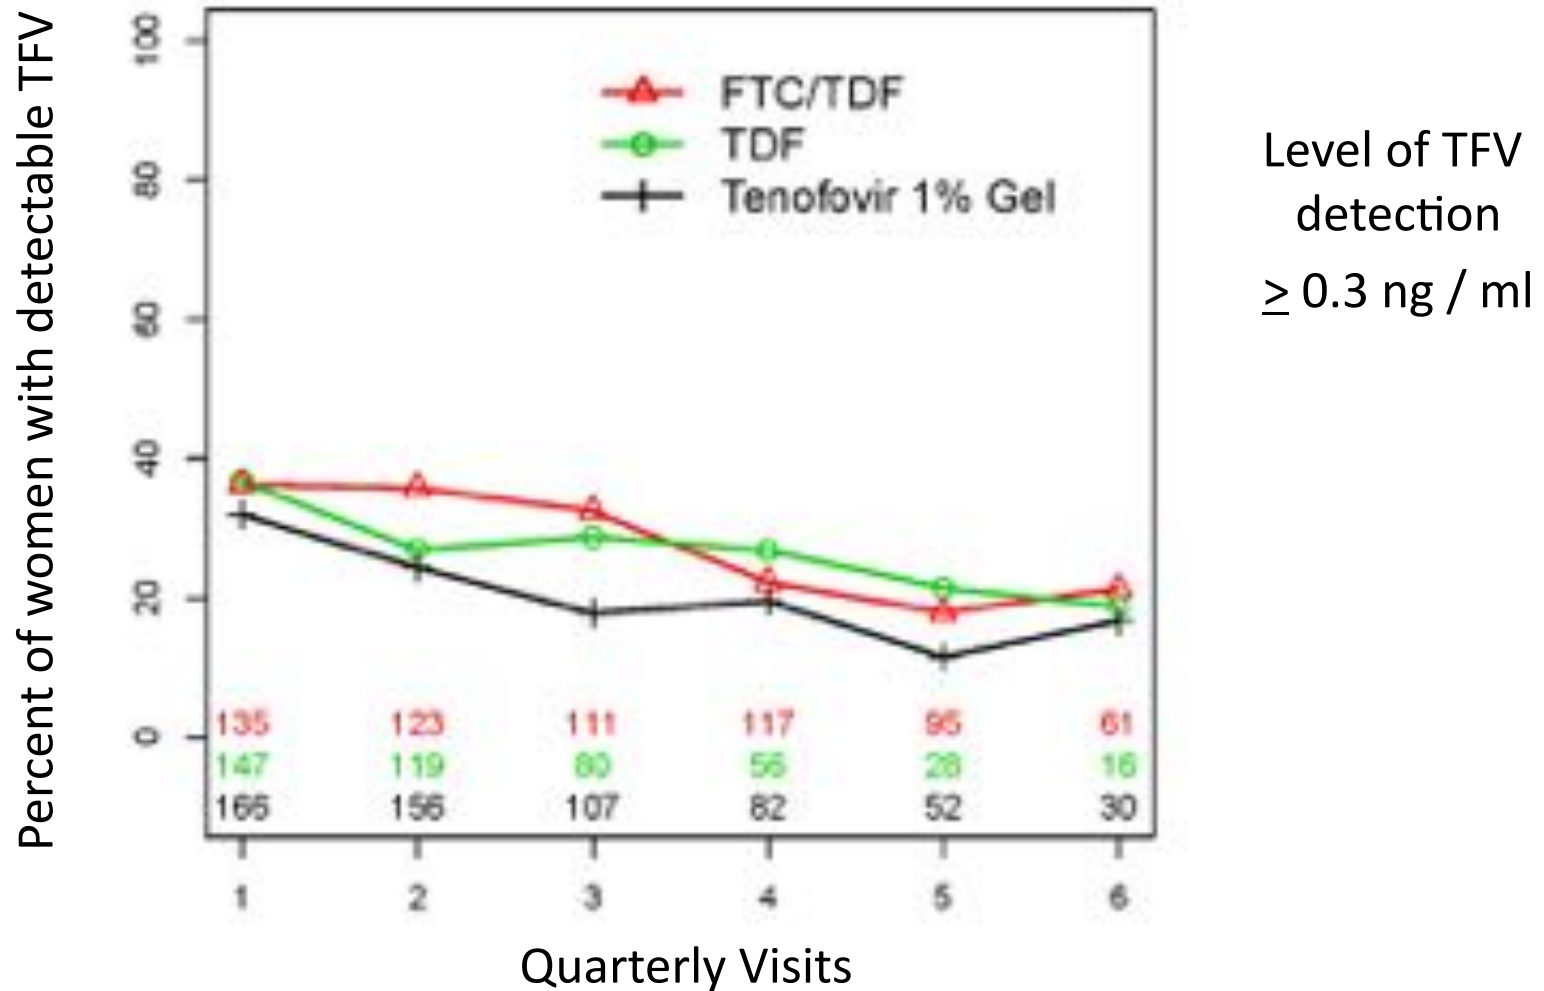 Percent of women with detectable TFV
100
80
60
40
20
0
FTC/TDF
TDF
Tenofovir 1% Gel
Level of TFV
detection
≥ 0.3 ng / ml
135 123 111 117 95 61
147 119 80 56 28 16
166 156 107 82 52 30
1 2 3 4 5 6
Quarterly Visits